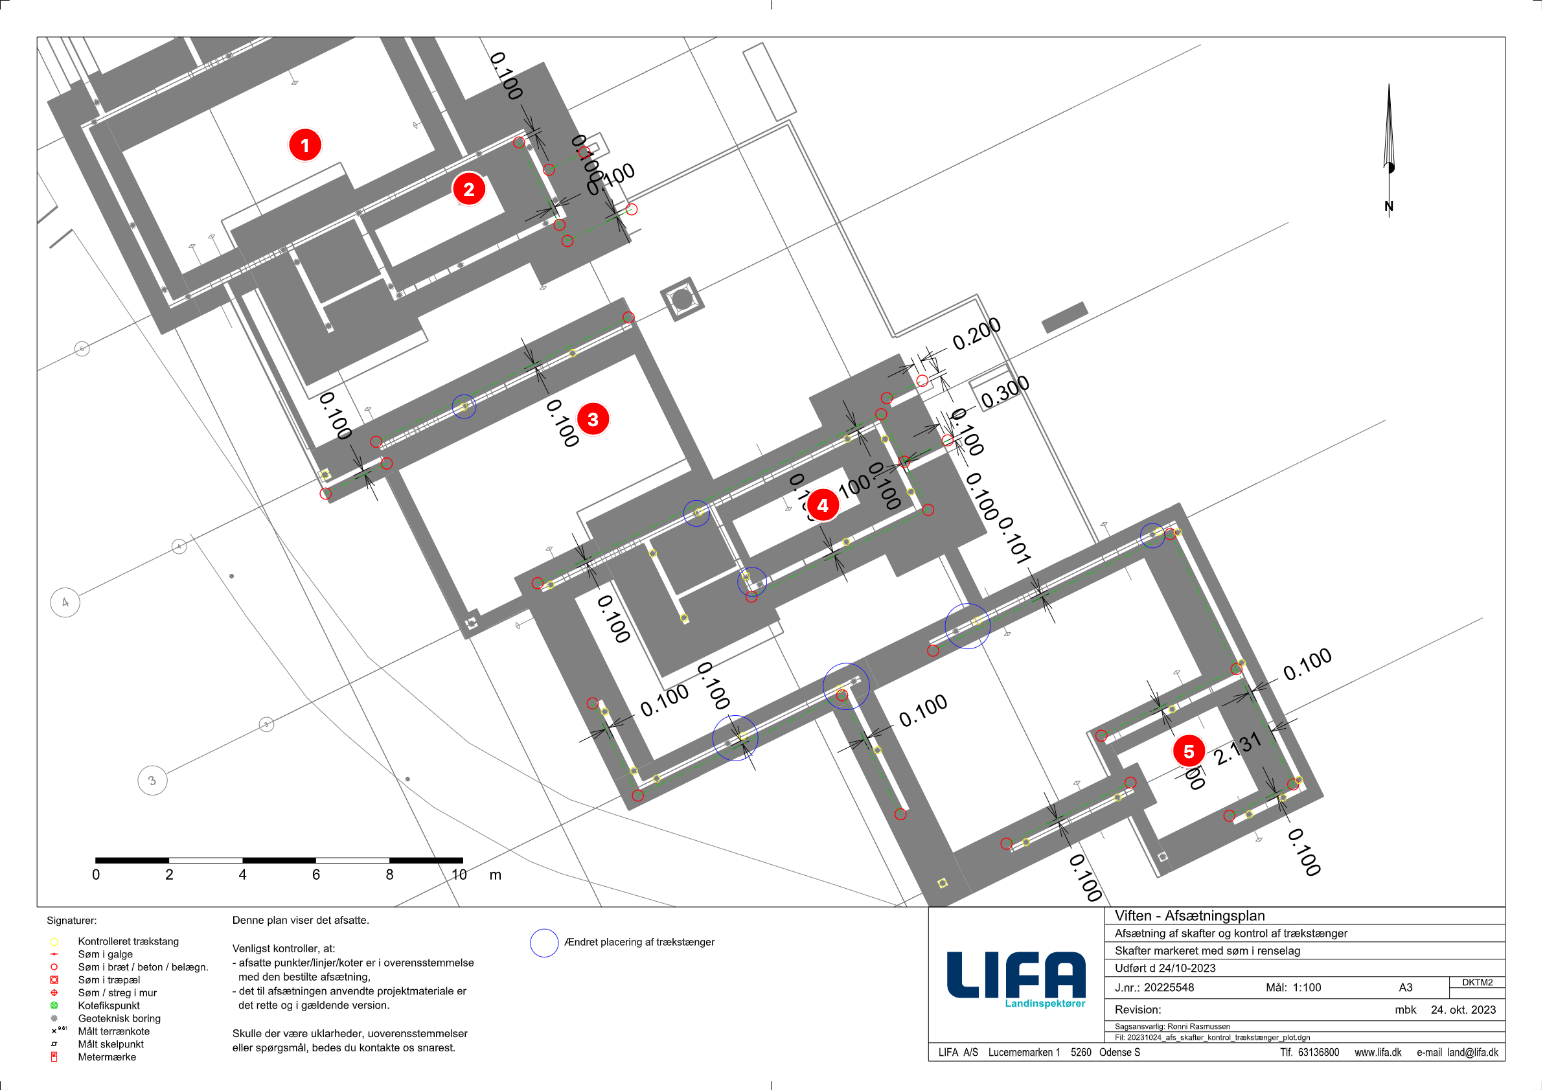 0.100
1
0.100
0.100
2
0.200
0.300
0.100
0.100
3
0.100
0.100
0.100
4
100
0.100
0.101
4
3
0.100
0.100
0.100
0.100
0.100
5
2.131
0.100
0.100
N
0 2 4 6 8 10 m
Signaturer:
Kontrolleret trækstang
Søm i galge
Søm i bræt / beton / belægn.
Søm i træpæl
Søm / streg i mur
Kotefikspunkt
Geoteknisk boring
Målt terrænkote
Målt skelpunkt
Metermærke
Denne plan viser det afsatte.
Venligst kontroller, at:
- afsatte punkter/linjer/koter er i overensstemmelse
med den bestilte afsætning,
- det til afsætningen anvendte projektmateriale er
det rette og i gældende version.
Skulle der være uklarheder, uoverensstemmelser
eller spørgsmål, bedes du kontakte os snarest.
Ændret placering af trækstænger
LIFA
Landinspektører
Viften - Afsætningsplan
Afsætning af skafter og kontrol af trækstænger
Skafter markeret med søm i renselag
Udført d 24/10-2023
J.nr.: 20225548 Mål: 1:100 A3 DKTM2
Revision: mbk 24. okt. 2023
Sagsansvarlig: Ronni Rasmussen
Fil: 20231024_afs_skafter_kontrol_trækstænger_plot.dgn
LIFA A/S Lucernemarken 1 5260 Odense S Tlf. 63136800 www.lifa.dk e-mail land@lifa.dk